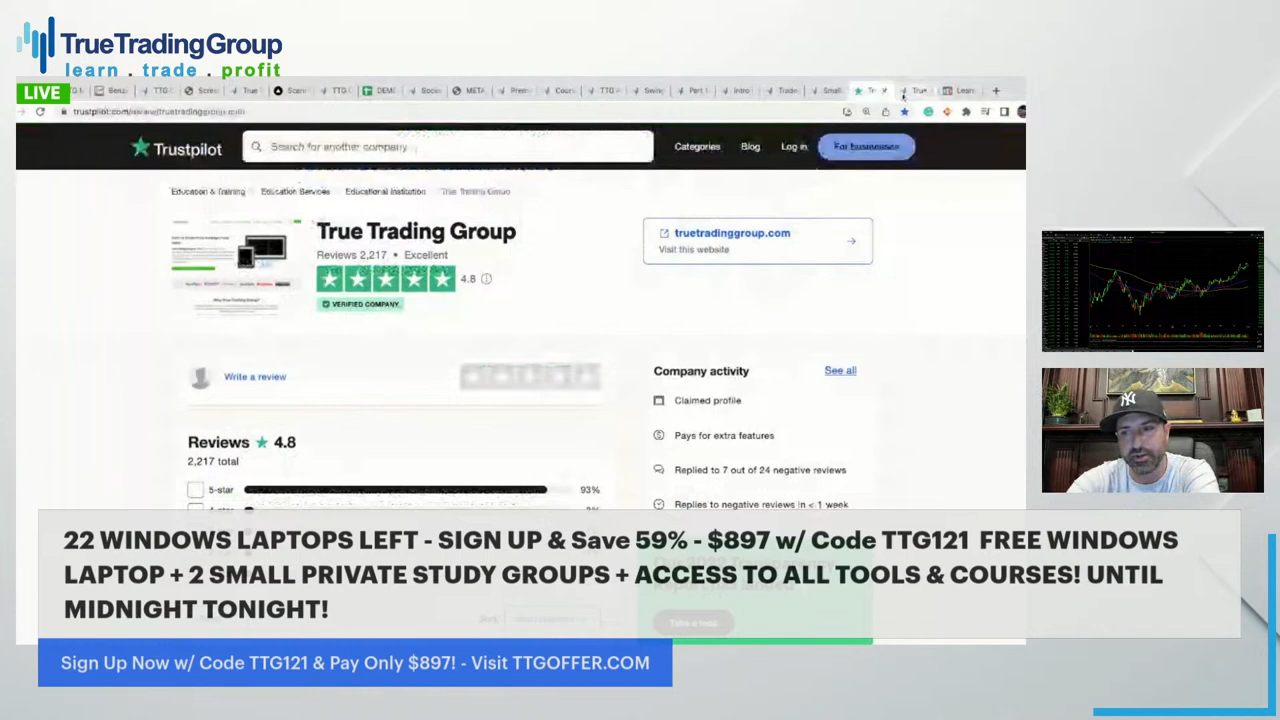 TrueTradingGroup
learn . trade . profit
LIVE
Trustpilot
Search for another company
Categories
Blog
Log in
For businesses
Education & Training
Education Services
Educational Institution
True Trading Group
True Trading Group
Reviews 2,217 • Excellent
4.8
VERIFIED COMPANY
truetradinggroup.com
Visit this website
Write a review
Company activity
See all
Claimed profile
Pays for extra features
Replied to 7 out of 24 negative reviews
Replies to negative reviews in < 1 week
Reviews ★ 4.8
2,217 total
5-star
93%
22 WINDOWS LAPTOPS LEFT - SIGN UP & Save 59% - $897 w/ Code TTG121 FREE WINDOWS
LAPTOP + 2 SMALL PRIVATE STUDY GROUPS + ACCESS TO ALL TOOLS & COURSES! UNTIL
MIDNIGHT TONIGHT!
Sign Up Now w/ Code TTG121 & Pay Only $897! - Visit TTGOFFER.COM